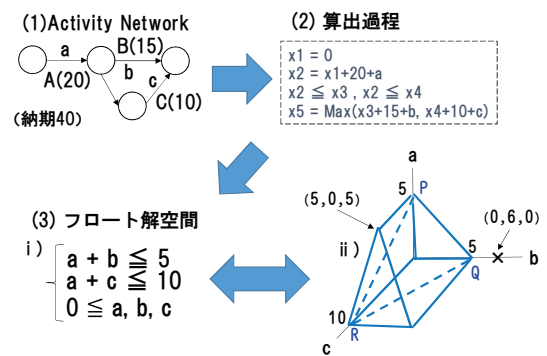 (1)Activity Network
a
B(15)
A(20)
b
c
C(10)
(納期40)
(2) 算出過程
x1 = 0
x2 = x1+20+a
x2 ≦ x3 , x2 ≦ x4
x5 = Max(x3+15+b, x4+10+c)
(3) フロート解空間
i )
a + b ≦ 5
a + c ≦ 10
0 ≦ a, b, c
ii )
a
5
P
(5,0,5)
(0,6,0)
5
×
b
Q
10
R
c